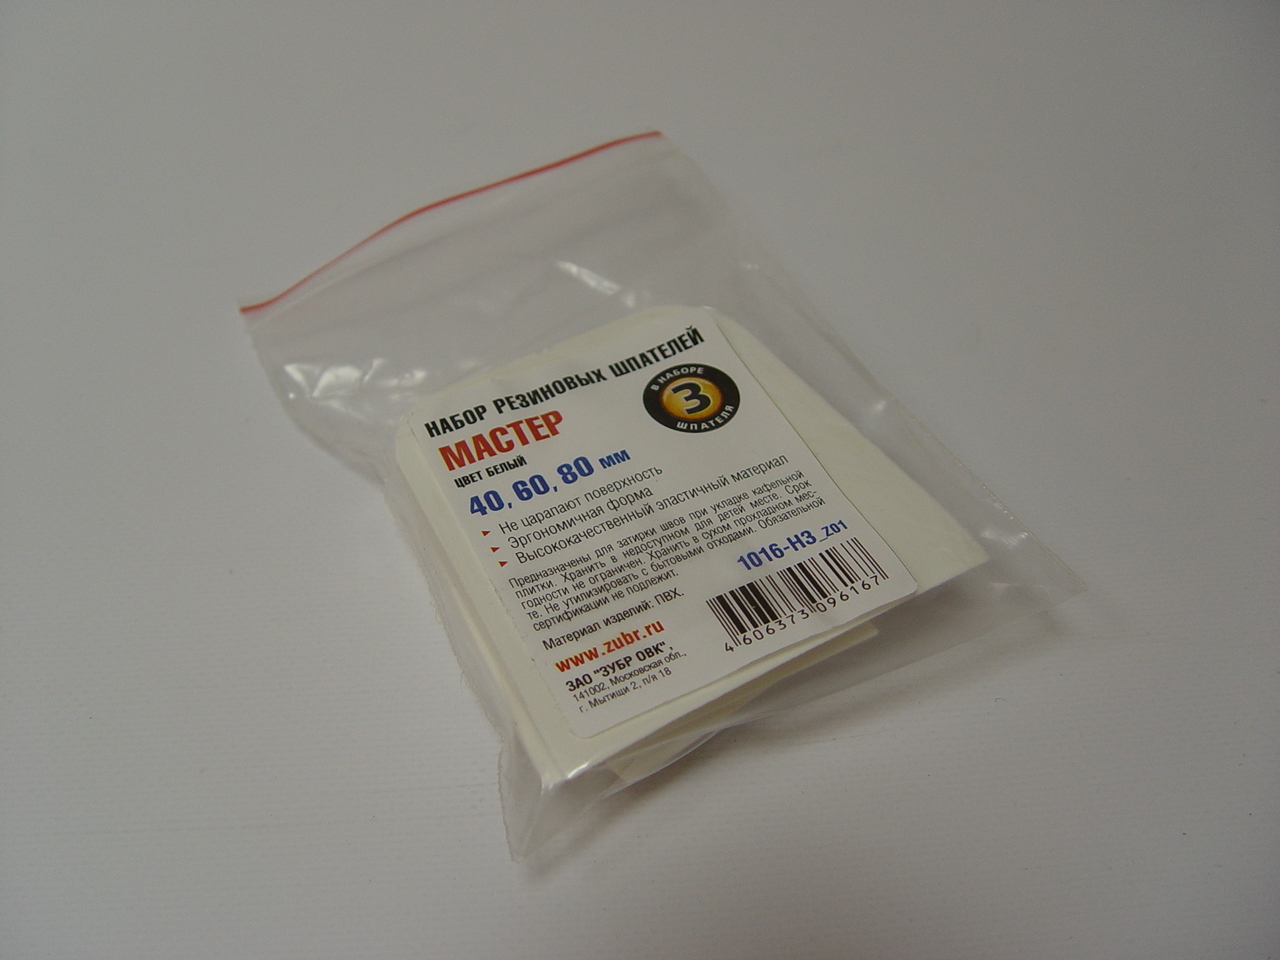 НАБОР РЕЗИНОВЫХ ШПАТЕЛЕЙ
МАСТЕР
ЦВЕТ БЕЛЫЙ
40, 60, 80 мм
В НАБОРЕ
3
ШПАТЕЛЯ
Не царапают поверхность
Эргономичная форма
Высококачественный эластичный материал
Предназначены для затирки швов при укладке кафельной
плитки. Хранить в недоступном для детей месте. Срок
годности не ограничен. Хранить в сухом прохладном мес-
те. Не утилизировать с бытовыми отходами. Обязательной
сертификации не подлежит.
Материал изделий: ПВХ.
1016-H3_Z01
www.zubr.ru
ЗАО "ЗУБР ОВК",
141002, Московская обл.,
г. Мытищи 2, п/я 18
4 606373 096167